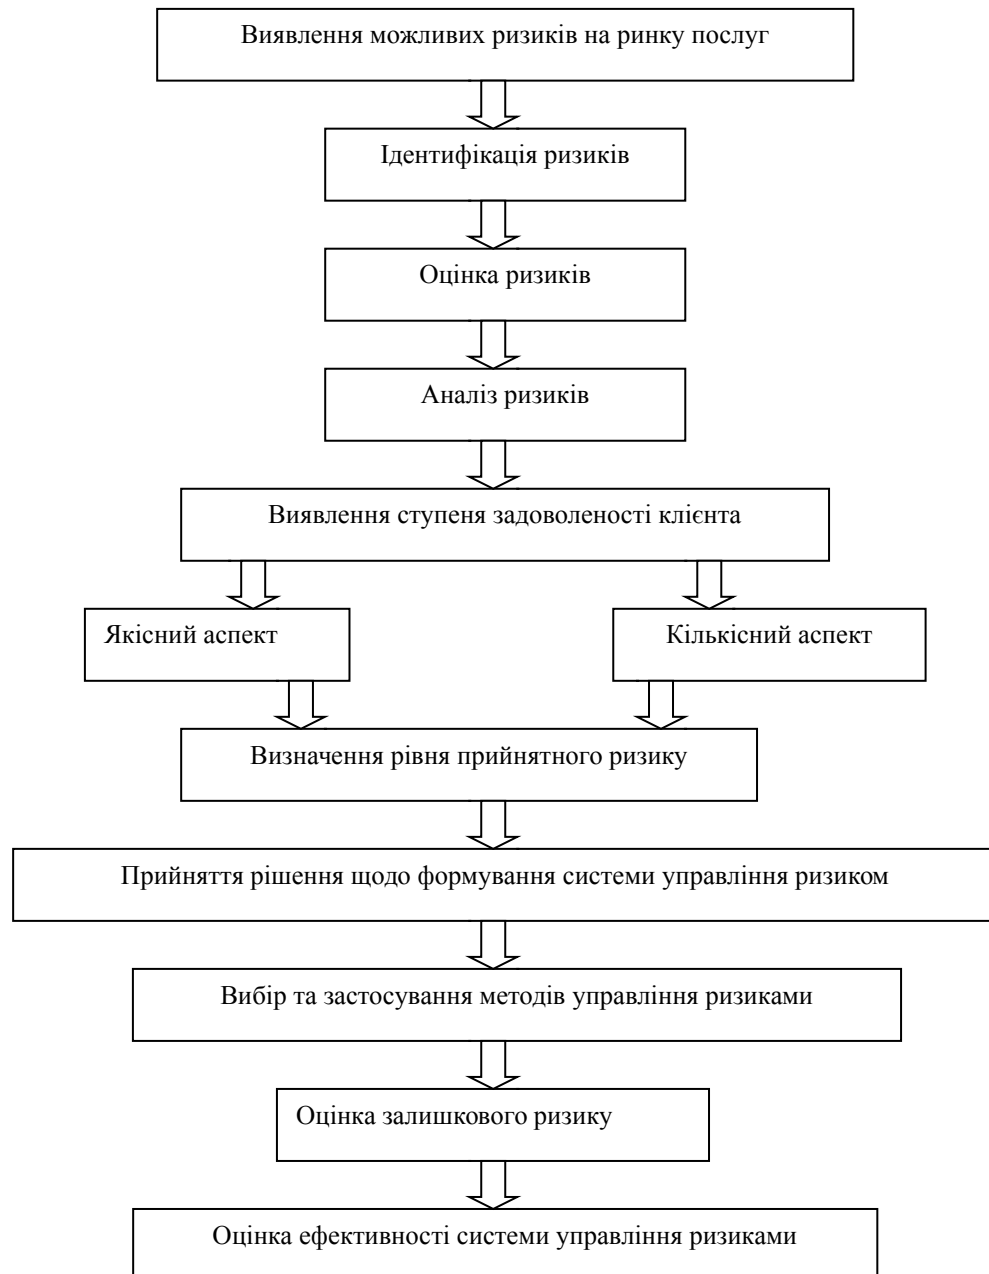 Виявлення можливих ризиків на ринку послуг
Ідентифікація ризиків
Оцінка ризиків
Аналіз ризиків
Виявлення ступеня задоволеності клієнта
Якісний аспект
Кількісний аспект
Визначення рівня прийнятного ризику
Прийняття рішення щодо формування системи управління ризиком
Вибір та застосування методів управління ризиками
Оцінка залишкового ризику
Оцінка ефективності системи управління ризиками